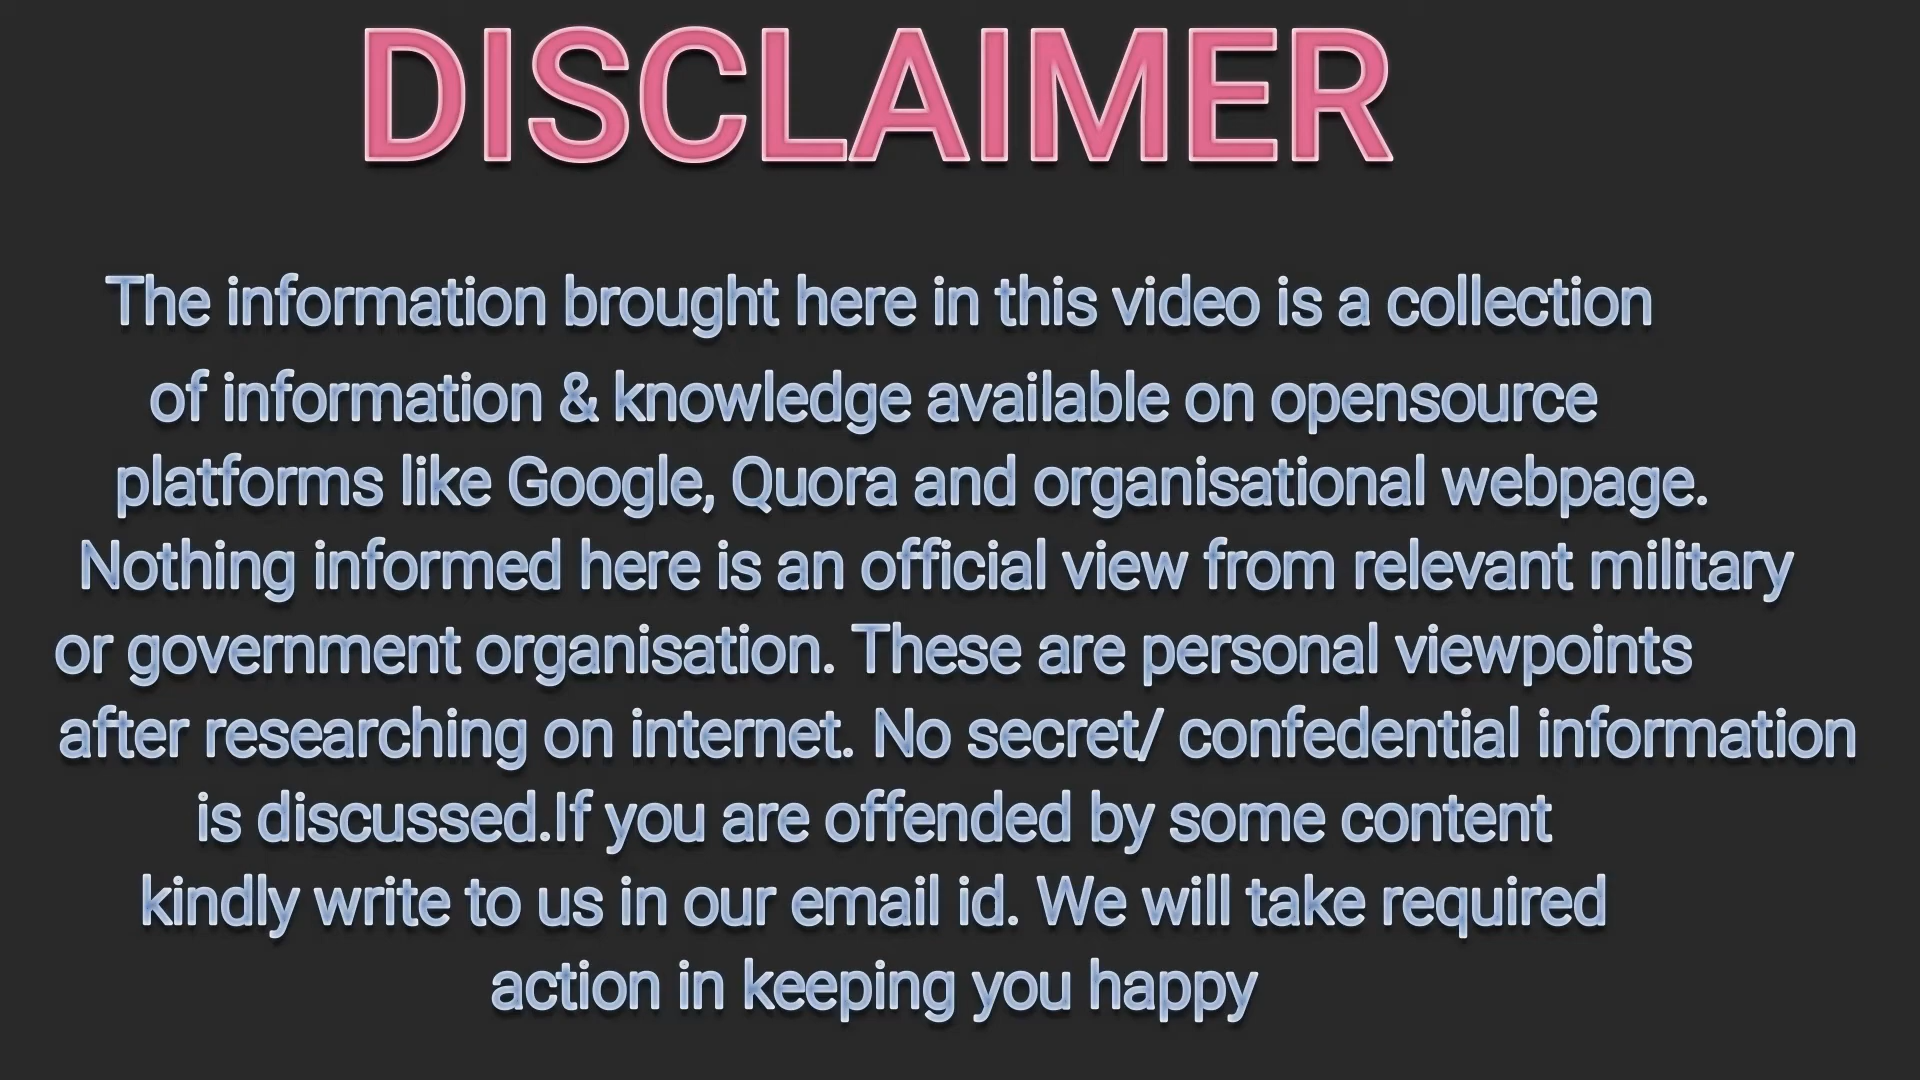 DISCLAIMER
The information brought here in this video is a collection
of information & knowledge available on opensource
platforms like Google, Quora and organisational webpage.
Nothing informed here is an official view from relevant military
or government organisation. These are personal viewpoints
after researching on internet. No secret/ confedential information
is discussed.If you are offended by some content
kindly write to us in our email id. We will take required
action in keeping you happy